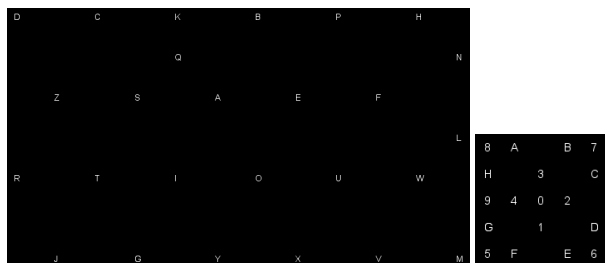 D C K B P H
Q N
Z S A E F
L
R T I O U W
J G Y X V M
8 A B 7
H 3 C
9 4 0 2
G 1 D
5 F E 6